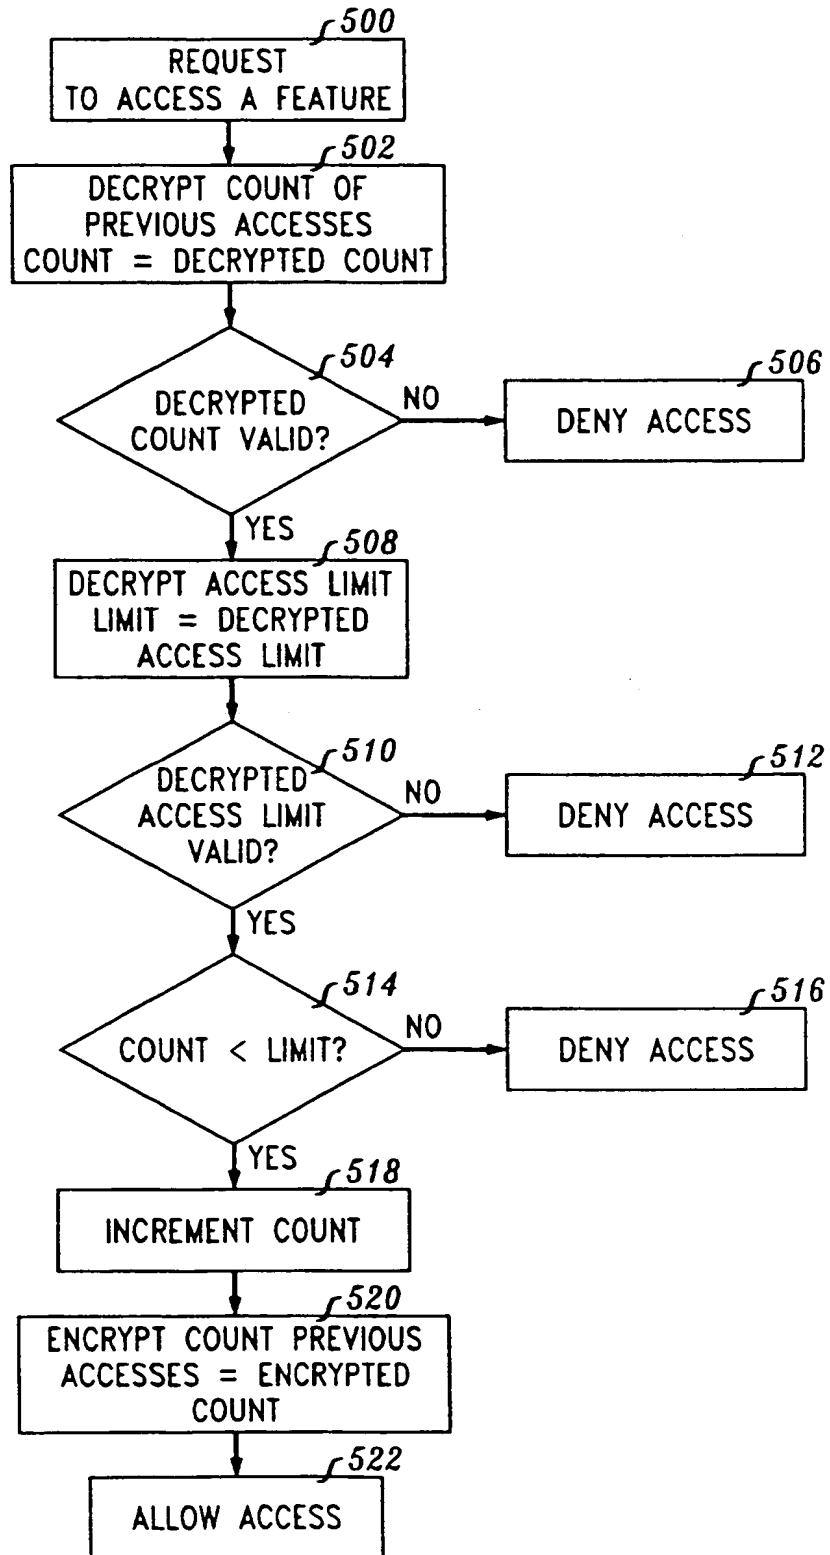 500
REQUEST
TO ACCESS A FEATURE
502
DECRYPT COUNT OF
PREVIOUS ACCESSES
COUNT = DECRYPTED COUNT
504
DECRYPTED
COUNT VALID?
NO
506
DENY ACCESS
YES
508
DECRYPT ACCESS LIMIT
LIMIT = DECRYPTED
ACCESS LIMIT
510
DECRYPTED
ACCESS LIMIT
VALID?
NO
512
DENY ACCESS
YES
514
COUNT < LIMIT?
NO
516
DENY ACCESS
YES
518
INCREMENT COUNT
520
ENCRYPT COUNT PREVIOUS
ACCESSES = ENCRYPTED
COUNT
522
ALLOW ACCESS